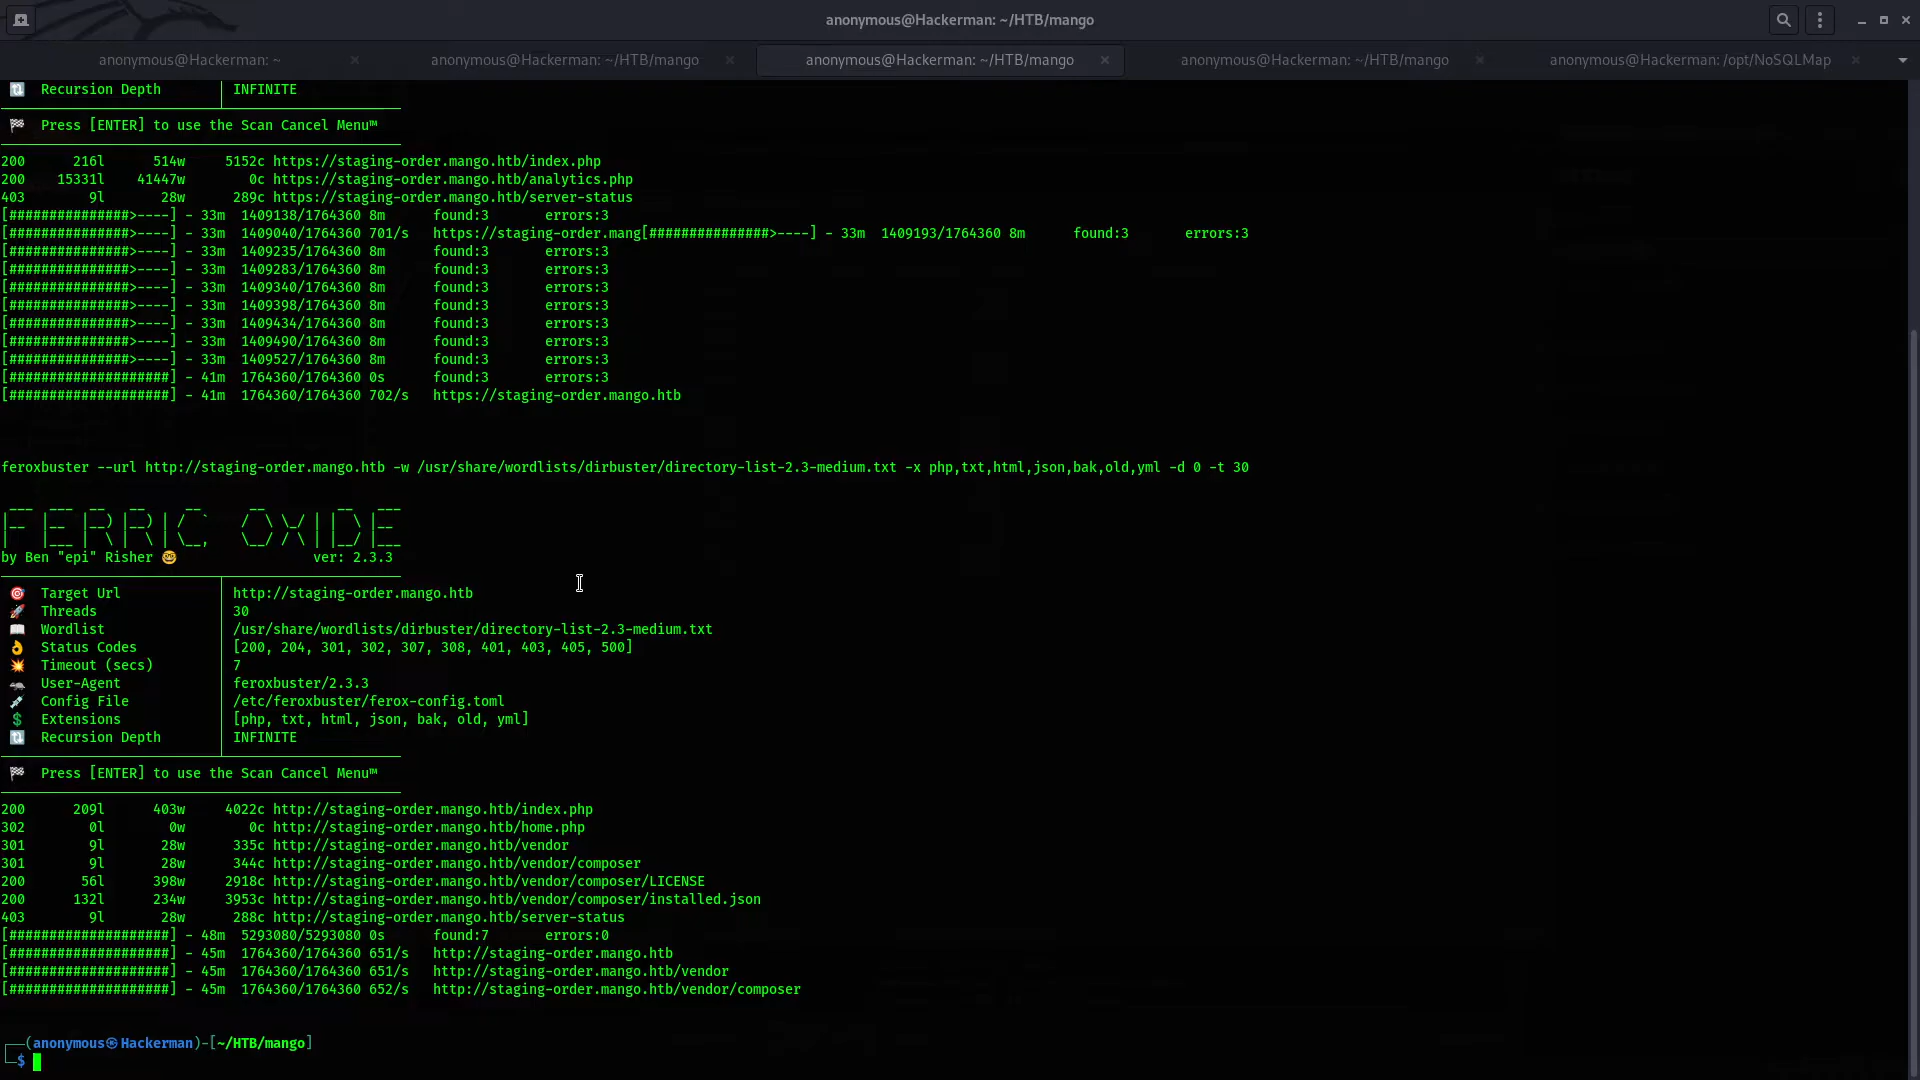 anonymous@Hackerman: ~/HTB/mango
anonymous@Hackerman: ~ anonymous@Hackerman: ~/HTB/mango anonymous@Hackerman: ~/HTB/mango anonymous@Hackerman: ~/HTB/mango anonymous@Hackerman: /opt/NoSQLMap
Recursion Depth │ INFINITE
Press [ENTER] to use the Scan Cancel Menu™
200 216l 514w 5152c https://staging-order.mango.htb/index.php
200 15331l 41447w 0c https://staging-order.mango.htb/analytics.php
403 9l 28w 289c https://staging-order.mango.htb/server-status
[###############>----] - 33m 1409138/1764360 8m found:3 errors:3
[###############>----] - 33m 1409040/1764360 701/s https://staging-order.mang[###############>----] - 33m 1409193/1764360 8m found:3 errors:3
[###############>----] - 33m 1409235/1764360 8m found:3 errors:3
[###############>----] - 33m 1409283/1764360 8m found:3 errors:3
[###############>----] - 33m 1409340/1764360 8m found:3 errors:3
[###############>----] - 33m 1409398/1764360 8m found:3 errors:3
[###############>----] - 33m 1409434/1764360 8m found:3 errors:3
[###############>----] - 33m 1409490/1764360 8m found:3 errors:3
[###############>----] - 33m 1409527/1764360 8m found:3 errors:3
[####################] - 41m 1764360/1764360 0s found:3 errors:3
[####################] - 41m 1764360/1764360 702/s https://staging-order.mango.htb
feroxbuster --url http://staging-order.mango.htb -w /usr/share/wordlists/dirbuster/directory-list-2.3-medium.txt -x php,txt,html,json,bak,old,yml -d 0 -t 30
FERRIC OXIDE
by Ben "epi" Risher 🤓 ver: 2.3.3
Target Url │ http://staging-order.mango.htb
Threads │ 30
Wordlist │ /usr/share/wordlists/dirbuster/directory-list-2.3-medium.txt
Status Codes │ [200, 204, 301, 302, 307, 308, 401, 403, 405, 500]
Timeout (secs) │ 7
User-Agent │ feroxbuster/2.3.3
Config File │ /etc/feroxbuster/ferox-config.toml
Extensions │ [php, txt, html, json, bak, old, yml]
Recursion Depth │ INFINITE
Press [ENTER] to use the Scan Cancel Menu™
200 209l 403w 4022c http://staging-order.mango.htb/index.php
302 0l 0w 0c http://staging-order.mango.htb/home.php
301 9l 28w 335c http://staging-order.mango.htb/vendor
301 9l 28w 344c http://staging-order.mango.htb/vendor/composer
200 56l 398w 2918c http://staging-order.mango.htb/vendor/composer/LICENSE
200 132l 234w 3953c http://staging-order.mango.htb/vendor/composer/installed.json
403 9l 28w 288c http://staging-order.mango.htb/server-status
[####################] - 48m 5293080/5293080 0s found:7 errors:0
[####################] - 45m 1764360/1764360 651/s http://staging-order.mango.htb
[####################] - 45m 1764360/1764360 651/s http://staging-order.mango.htb/vendor
[####################] - 45m 1764360/1764360 652/s http://staging-order.mango.htb/vendor/composer
┌──(anonymous㉿Hackerman)-[~/HTB/mango]
└─$